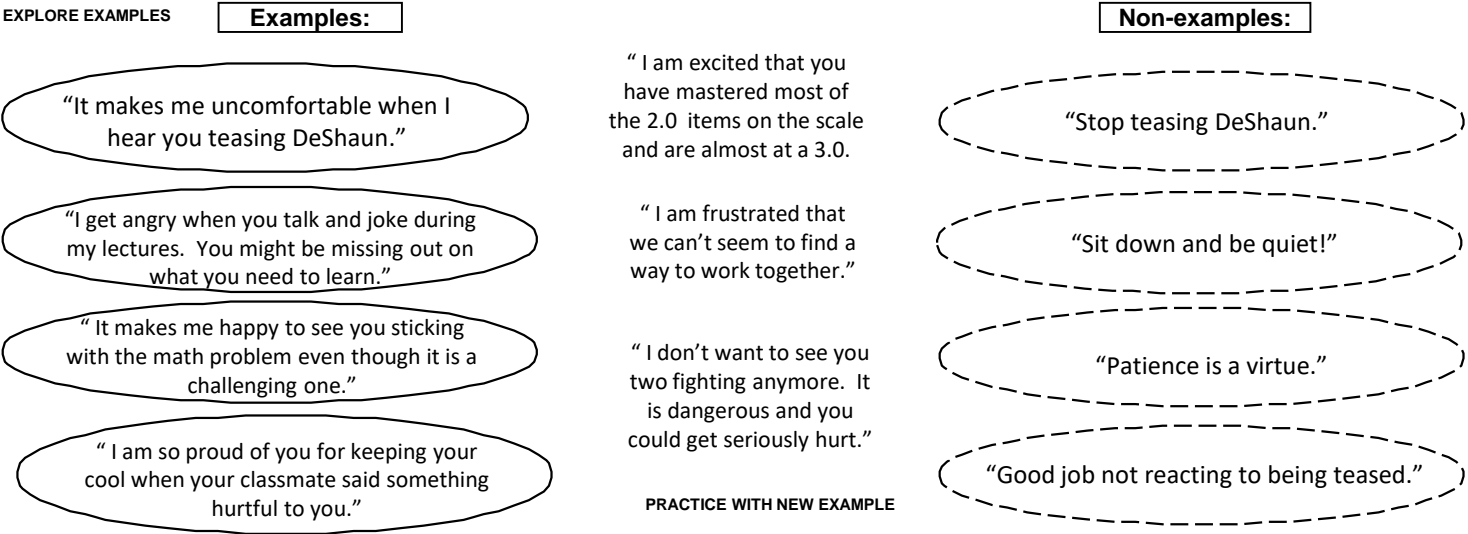 EXPLORE EXAMPLES
Examples:
“It makes me uncomfortable when I
hear you teasing DeShaun.”
“I get angry when you talk and joke during
my lectures. You might be missing out on
what you need to learn.”
“ It makes me happy to see you sticking
with the math problem even though it is a
challenging one.”
“ I am so proud of you for keeping your
cool when your classmate said something
hurtful to you.”
“ I am excited that you
have mastered most of
the 2.0 items on the scale
and are almost at a 3.0.
“ I am frustrated that
we can’t seem to find a
way to work together.”
“ I don’t want to see you
two fighting anymore. It
is dangerous and you
could get seriously hurt.”
PRACTICE WITH NEW EXAMPLE
Non-examples:
“Stop teasing DeShaun.”
“Sit down and be quiet!”
“Patience is a virtue.”
“Good job not reacting to being teased.”